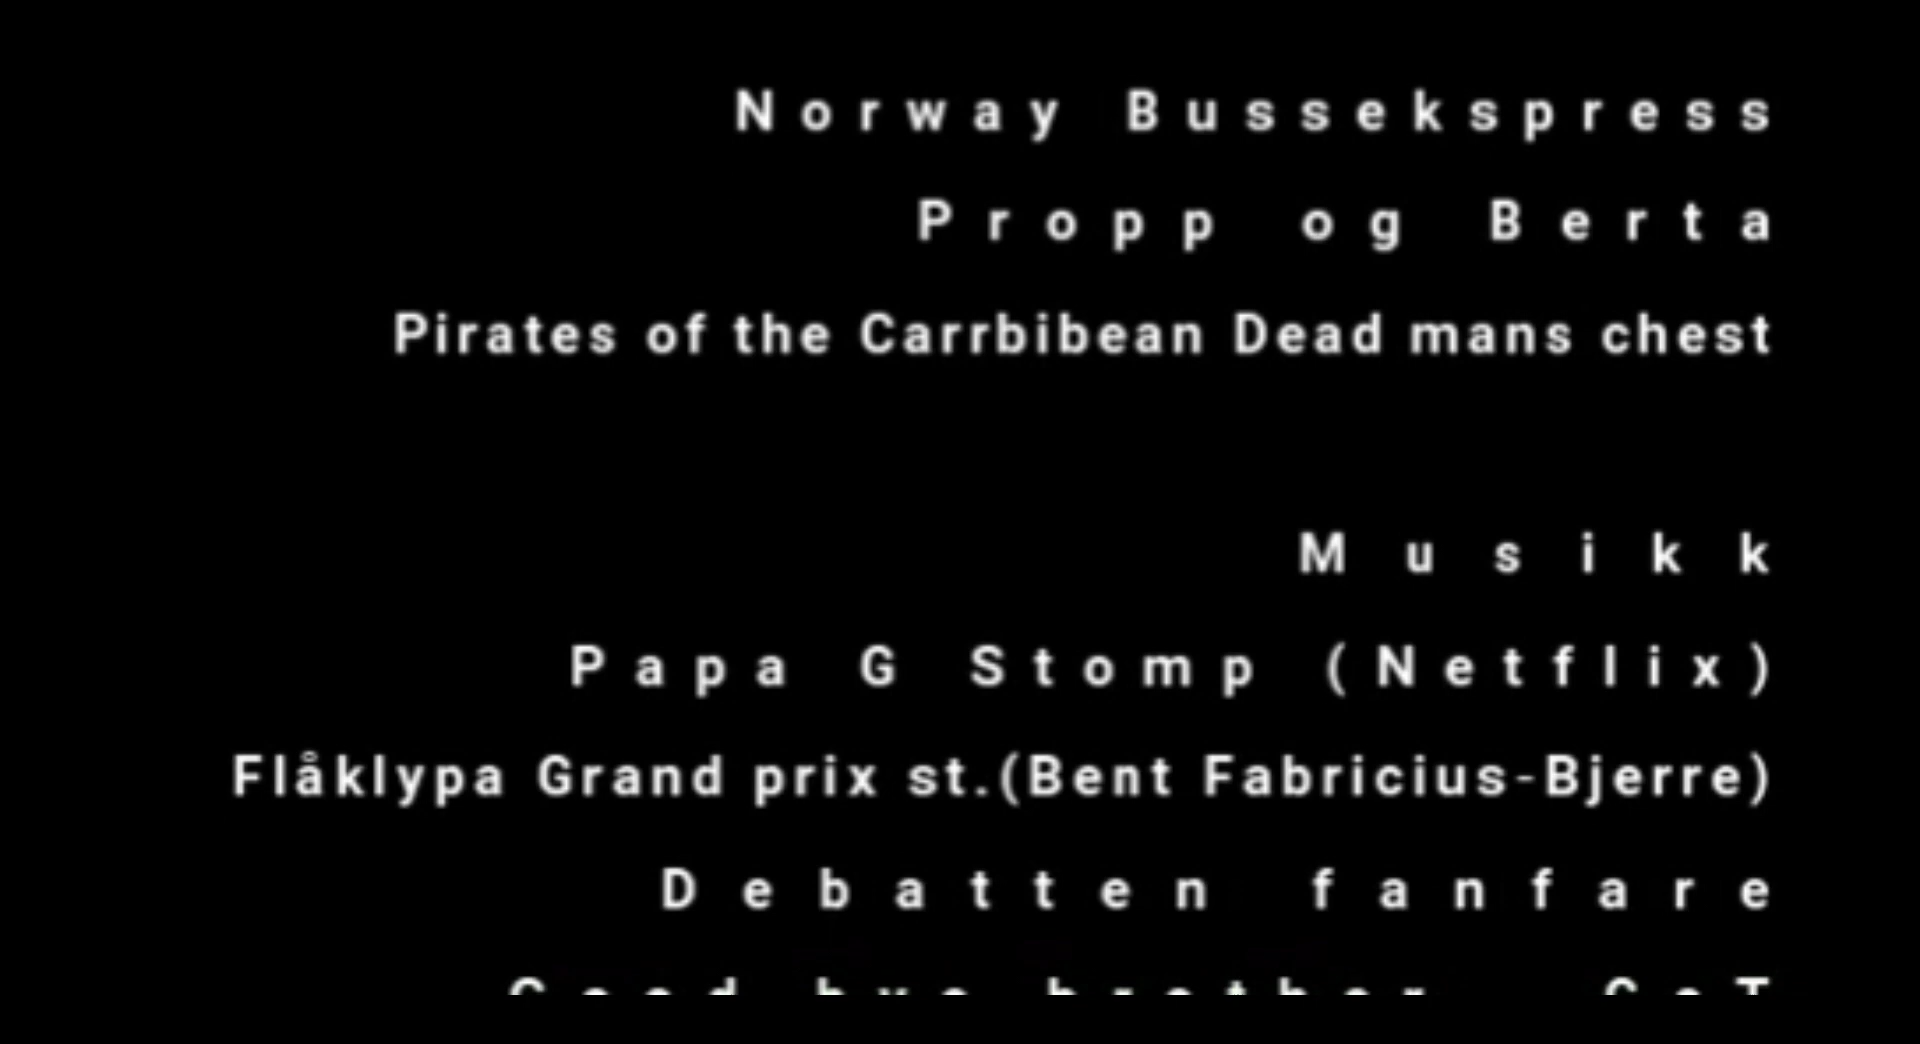 Norway Bussekspress
Propp og Berta
Pirates of the Carrbibean Dead mans chest
Musikk
Papa G Stomp (Netflix)
Flåklypa Grand prix st.(Bent Fabricius-Bjerre)
Debatten fanfare